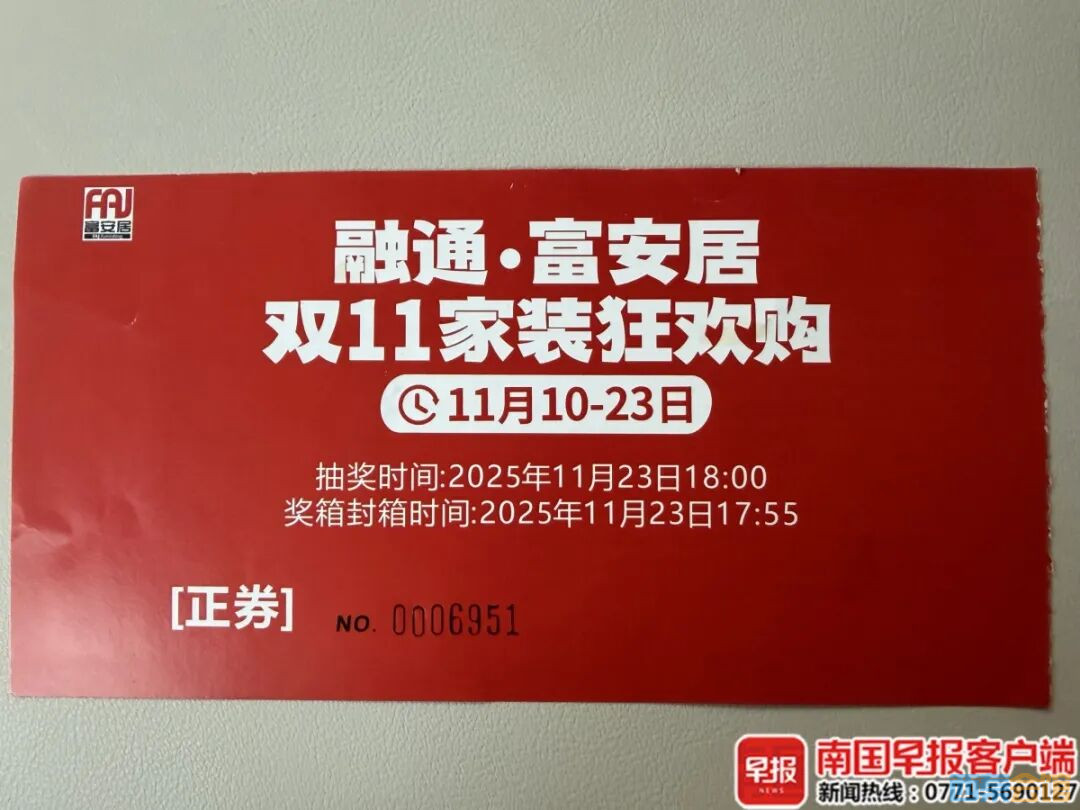 FAJ
富安居
融通·富安居
双11家装狂欢购
11月10-23日
抽奖时间:2025年11月23日18:00
奖箱封箱时间:2025年11月23日17:55
[正券]
NO. 0006951
早报
NEWS
南国早报客户端
新闻热线:0771-5690127